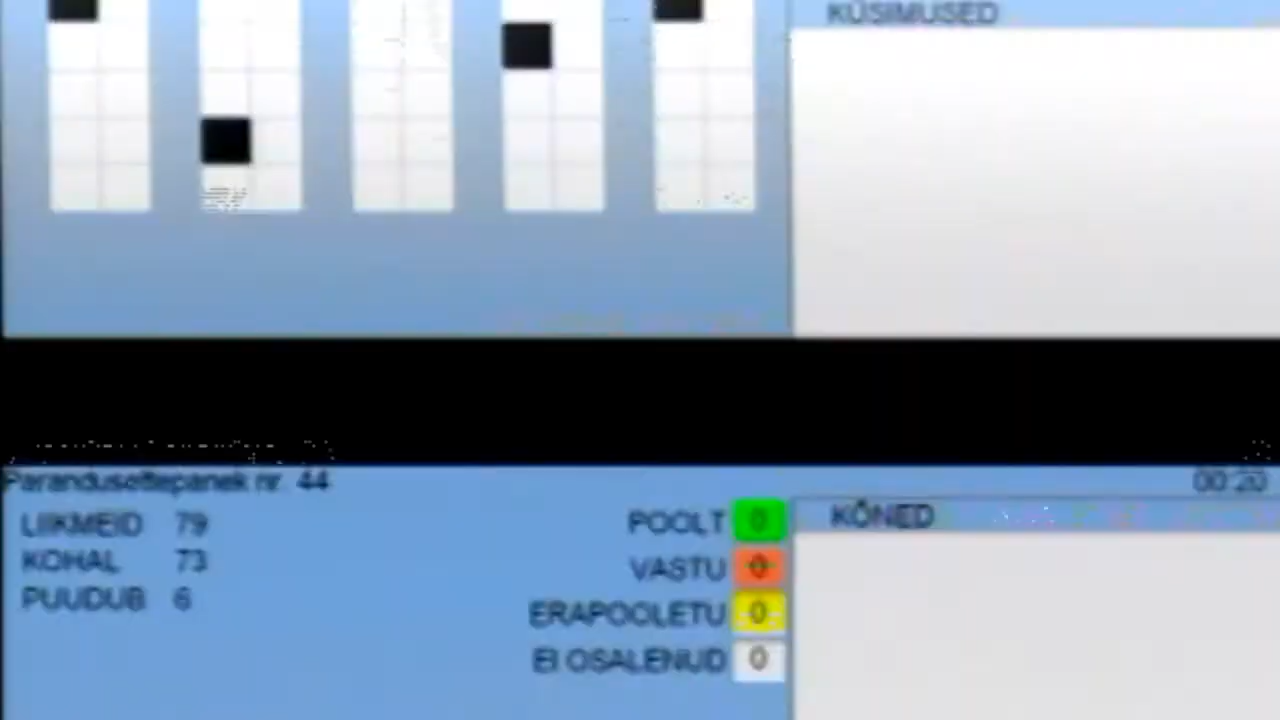 KÜSIMUSED
Parandusettepanek nr. 44
00:20
LIIKMEID 79
KOHAL 73
PUUDUB 6
POOLT 0
VASTU 0
ERAPOOLETU 0
EI OSALENUD 0
KÕNED